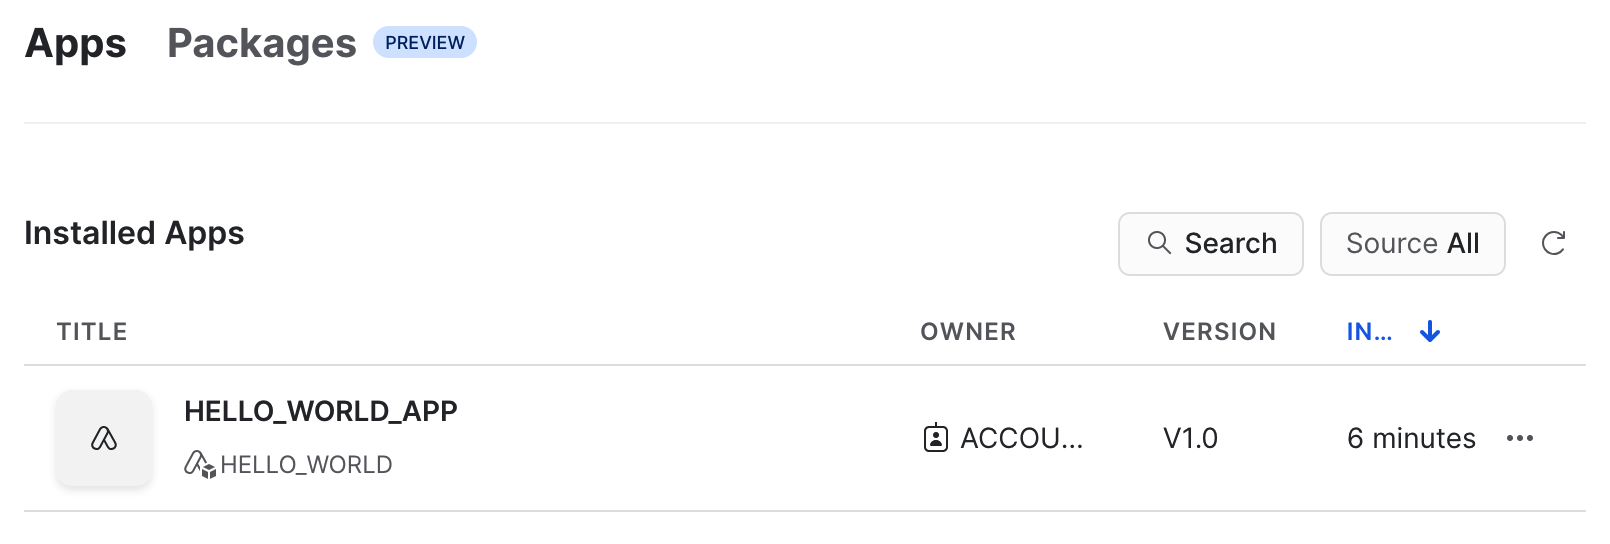 Apps Packages PREVIEW
Installed Apps
Search Source All
TITLE OWNER VERSION IN...
HELLO_WORLD_APP
HELLO_WORLD
ACCOU... V1.0 6 minutes